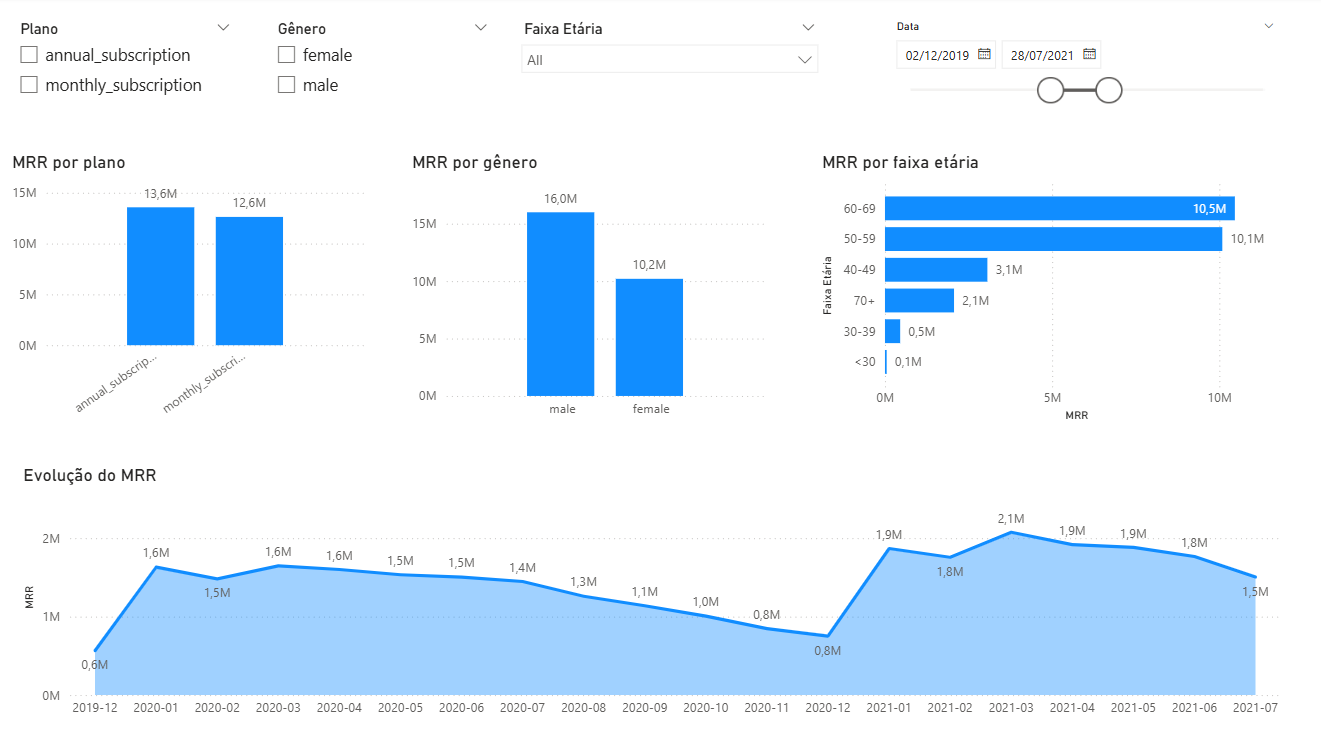 Plano
annual_subscription
monthly_subscription
Gênero
female
male
Faixa Etária
All
Data
02/12/2019 28/07/2021
MRR por plano
15M
10M
5M
0M
13,6M
12,6M
annual_subscrip...
monthly_subscri...
MRR por gênero
15M
10M
5M
0M
16,0M
10,2M
male
female
MRR por faixa etária
Faixa Etária
60-69 10,5M
50-59 10,1M
40-49 3,1M
70+ 2,1M
30-39 0,5M
<30 0,1M
0M 5M 10M
MRR
Evolução do MRR
MRR
2M
1M
0M
0,6M 1,6M 1,5M 1,6M 1,6M 1,5M 1,5M 1,4M 1,3M 1,1M 1,0M 0,8M 0,8M 1,9M 1,8M 2,1M 1,9M 1,9M 1,8M 1,5M
2019-12 2020-01 2020-02 2020-03 2020-04 2020-05 2020-06 2020-07 2020-08 2020-09 2020-10 2020-11 2020-12 2021-01 2021-02 2021-03 2021-04 2021-05 2021-06 2021-07